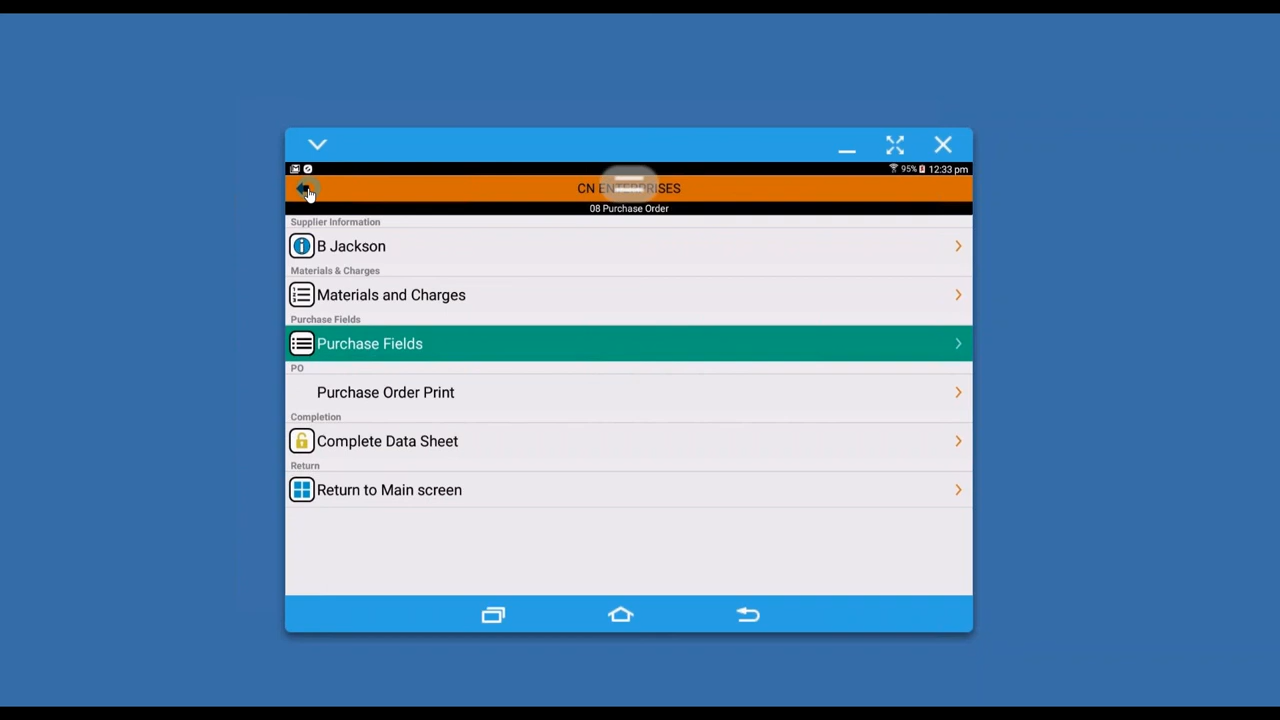 95% 12:33 pm
CN ENTERPRISES
08 Purchase Order
Supplier Information
B Jackson
Materials & Charges
Materials and Charges
Purchase Fields
Purchase Fields
PO
Purchase Order Print
Completion
Complete Data Sheet
Return
Return to Main screen